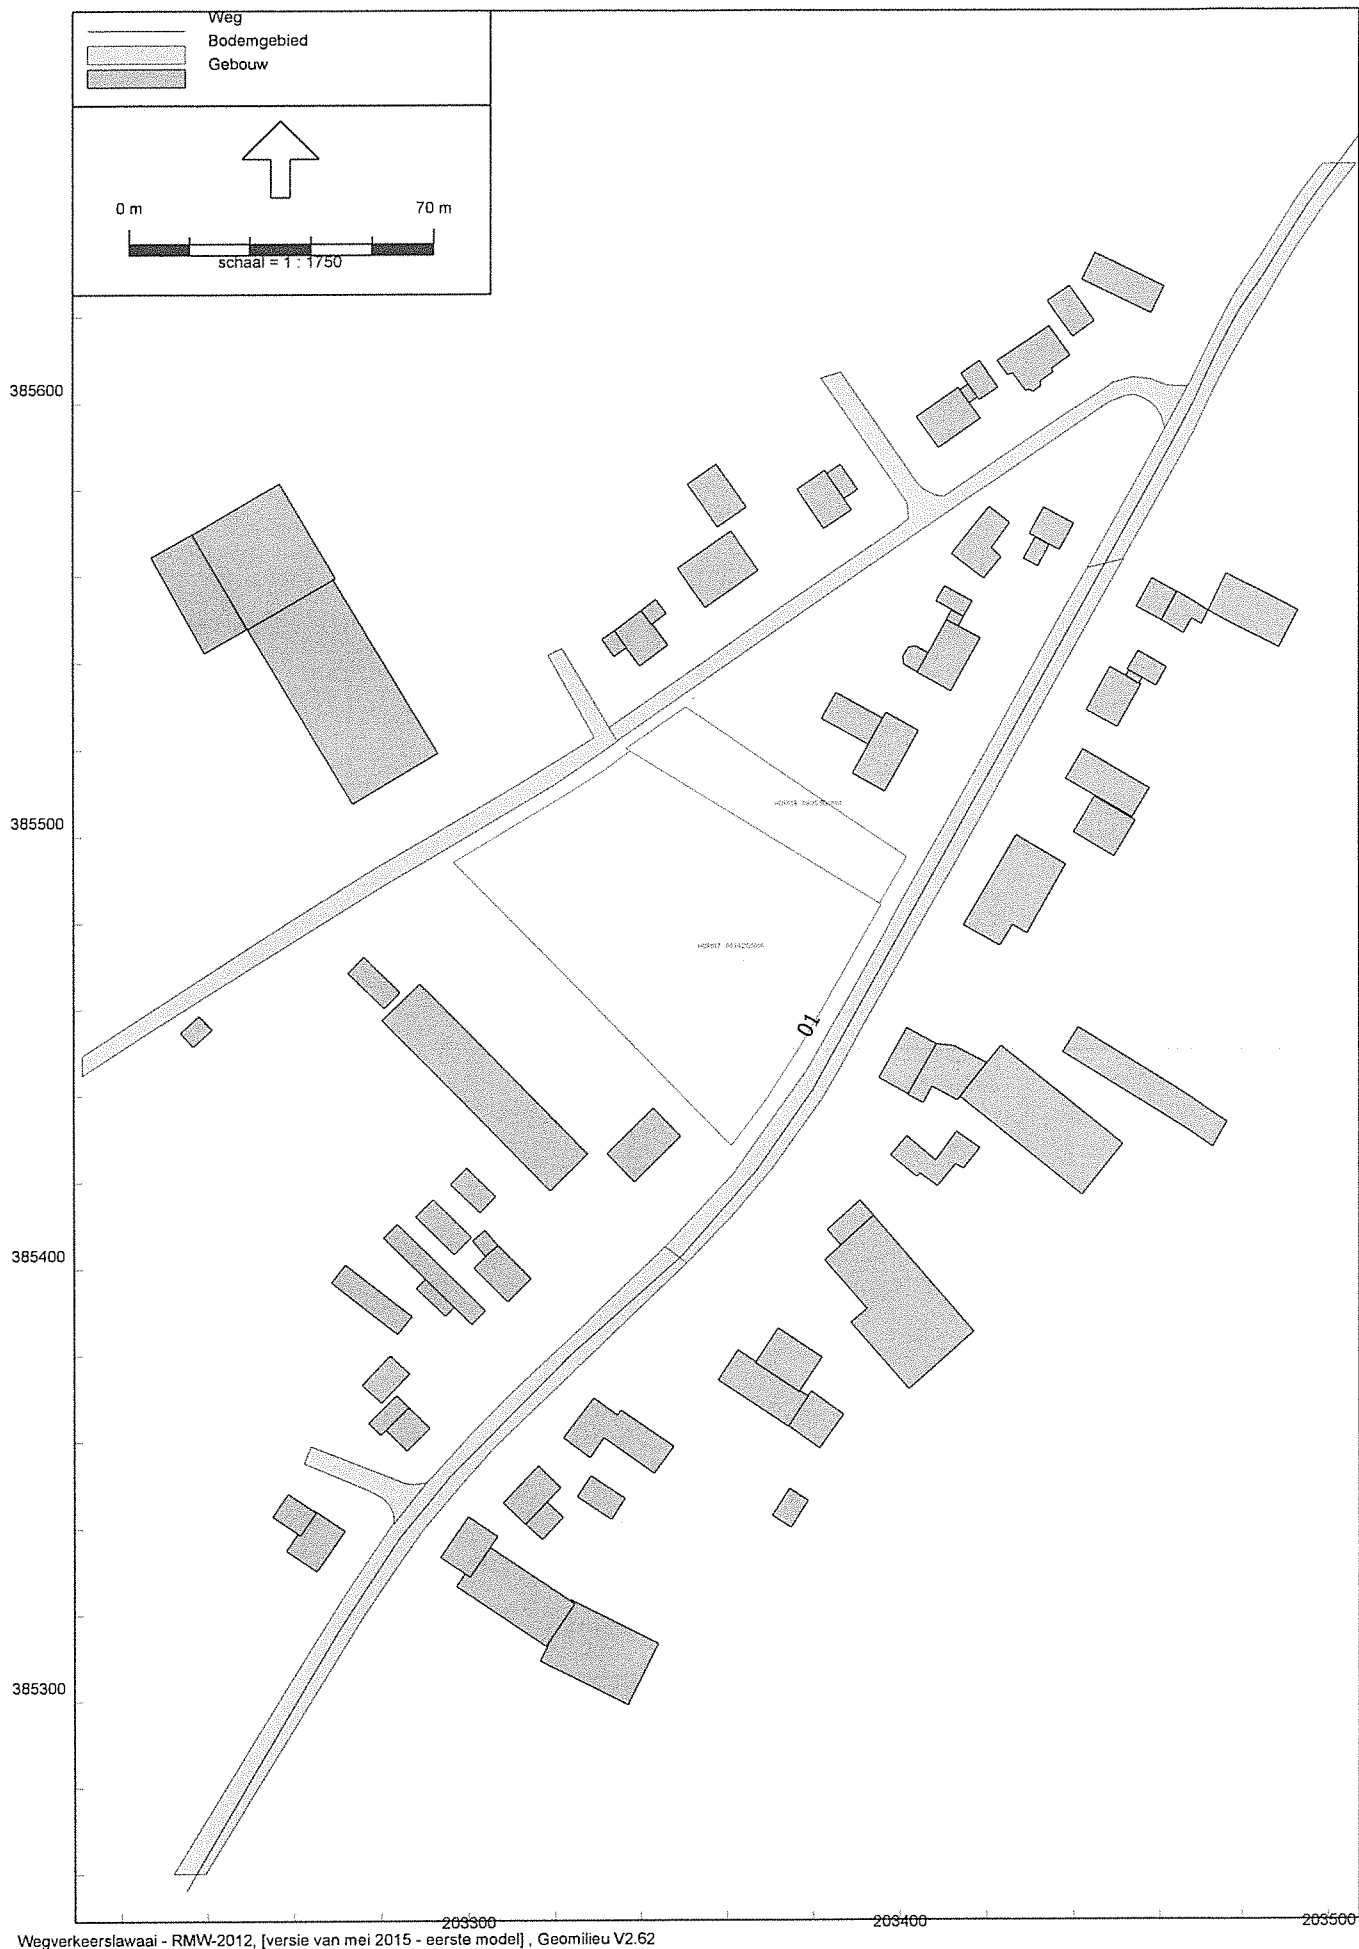 Weg
Bodemgebied
Gebouw
0 m 70 m
schaal = 1 : 1750
385600
385500
01
385400
385300
203300 203400 203500
Wegverkeerslawaai - RMW-2012, [versie van mei 2015 - eerste model] , Geomilieu V2.62